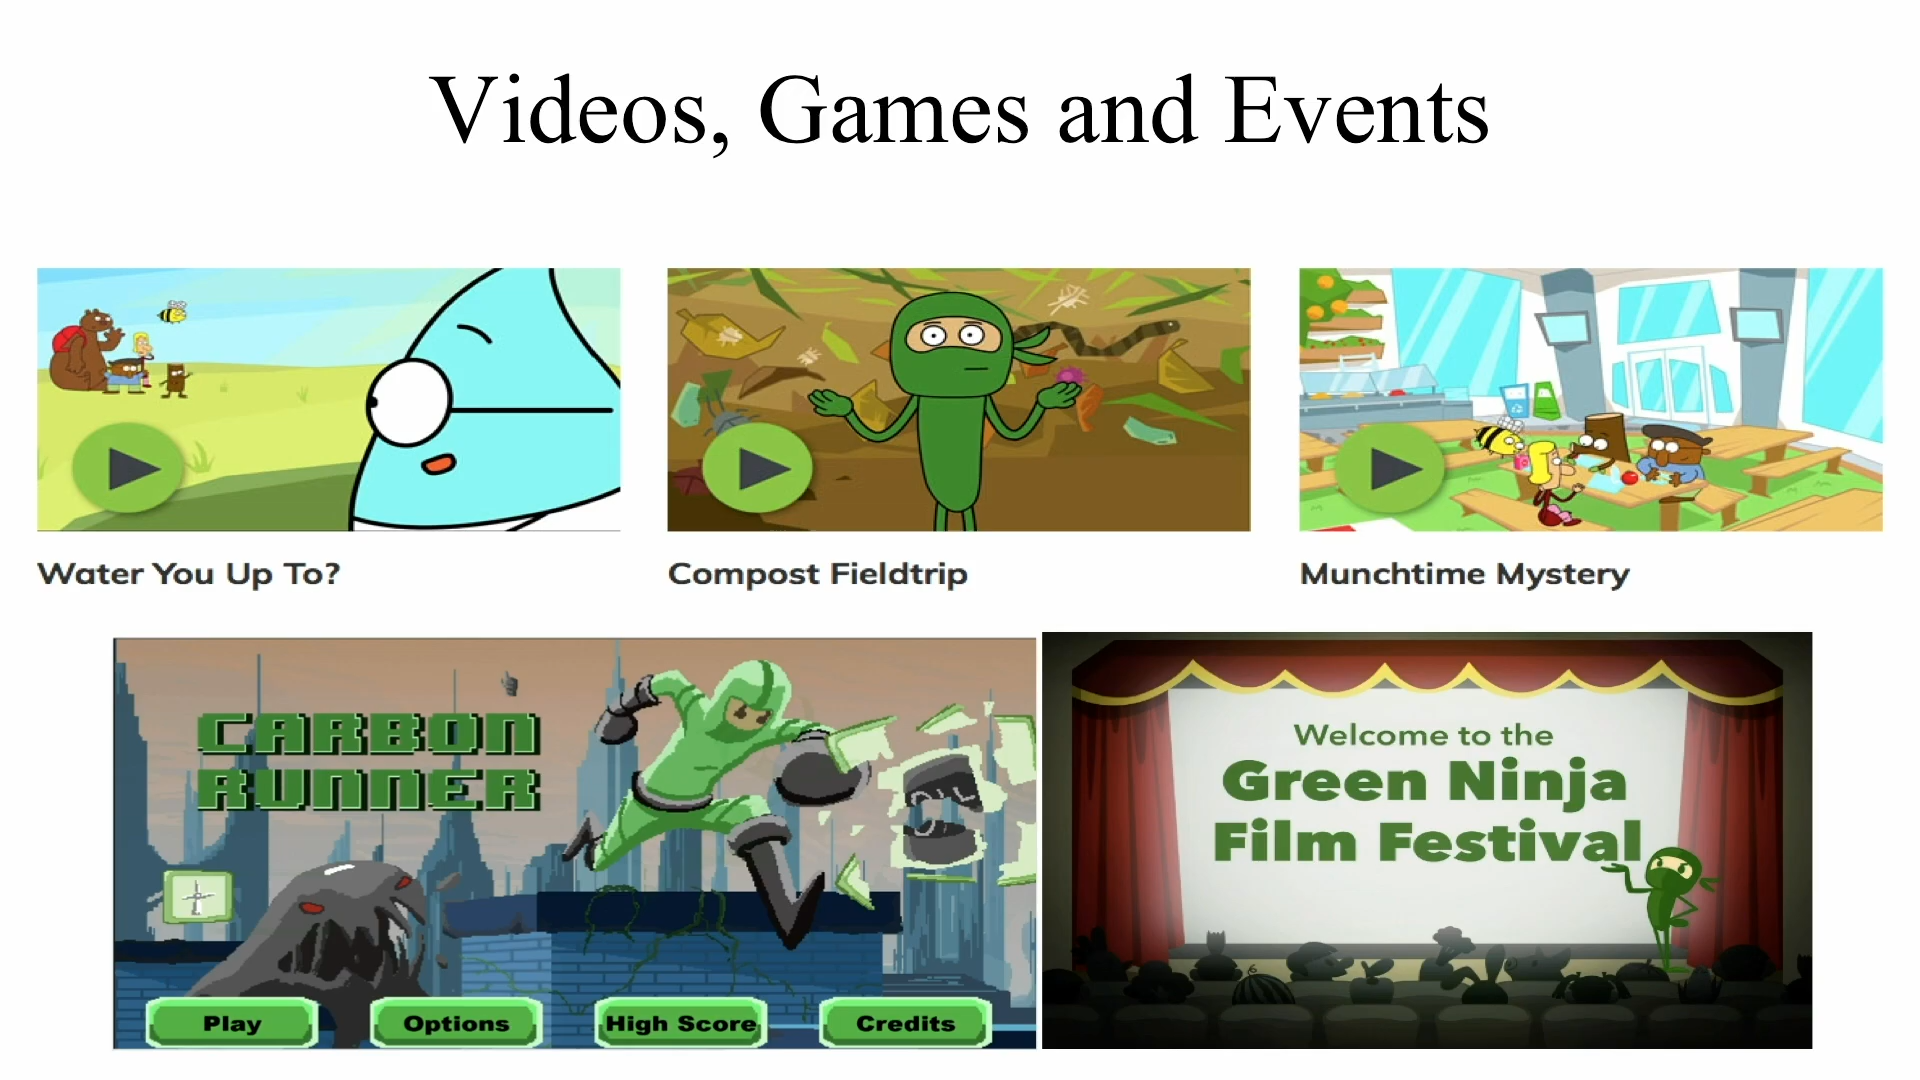 Videos, Games and Events
Water You Up To?
Compost Fieldtrip
Munchtime Mystery
CARBON
RUNNER
Play
Options
High Score
Credits
Welcome to the
Green Ninja
Film Festival